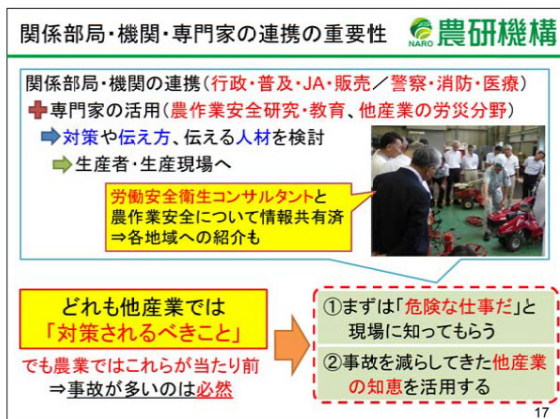 関係部局・機関・専門家の連携の重要性
NARO
農研機構
関係部局・機関の連携（行政・普及・JA・販売／警察・消防・医療）
＋専門家の活用（農作業安全研究・教育、他産業の労災分野）
対策や伝え方、伝える人材を検討
生産者・生産現場へ
労働安全衛生コンサルタントと
農作業安全について情報共有済
⇒各地域への紹介も
どれも他産業では
「対策されるべきこと」
でも農業ではこれらが当たり前
⇒事故が多いのは必然
①まずは「危険な仕事だ」と
現場に知ってもらう
②事故を減らしてきた他産業
の知恵を活用する
17